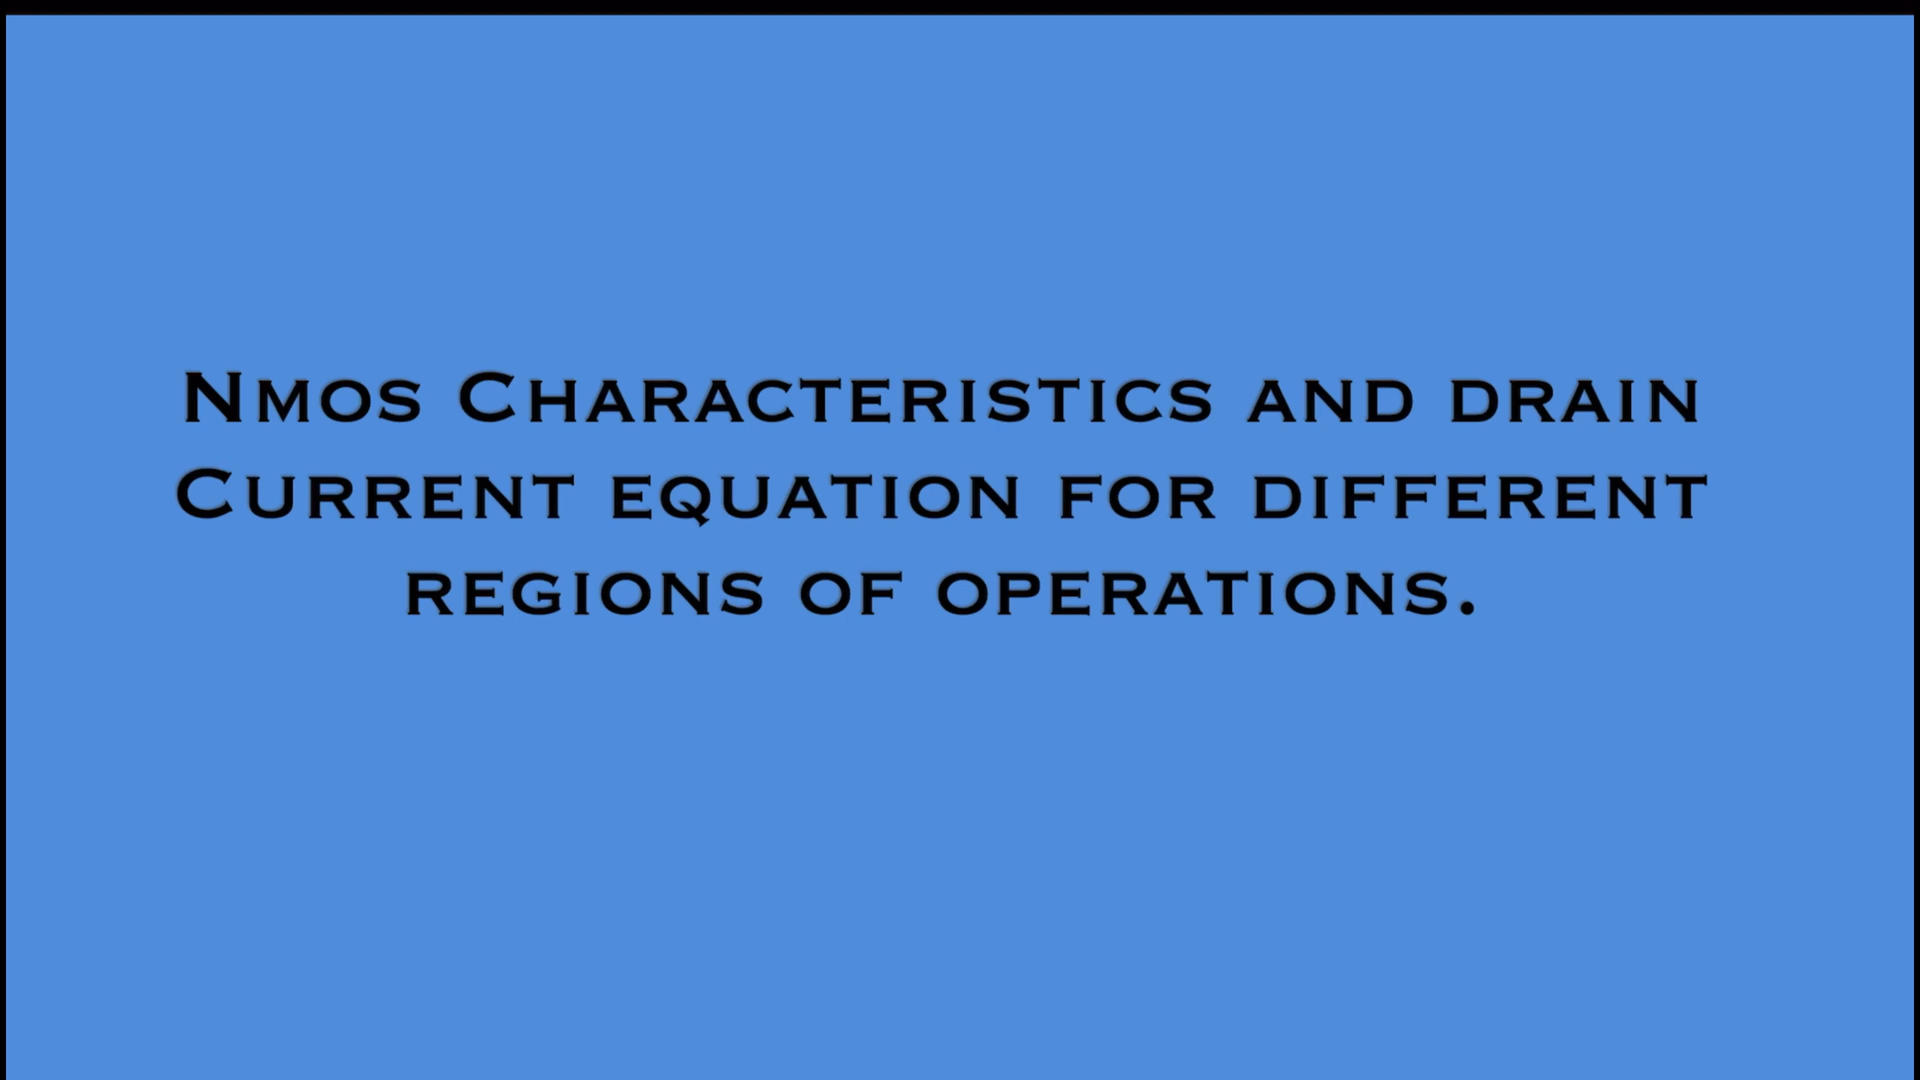 Nmos Characteristics and drain
Current equation for different
regions of operations.